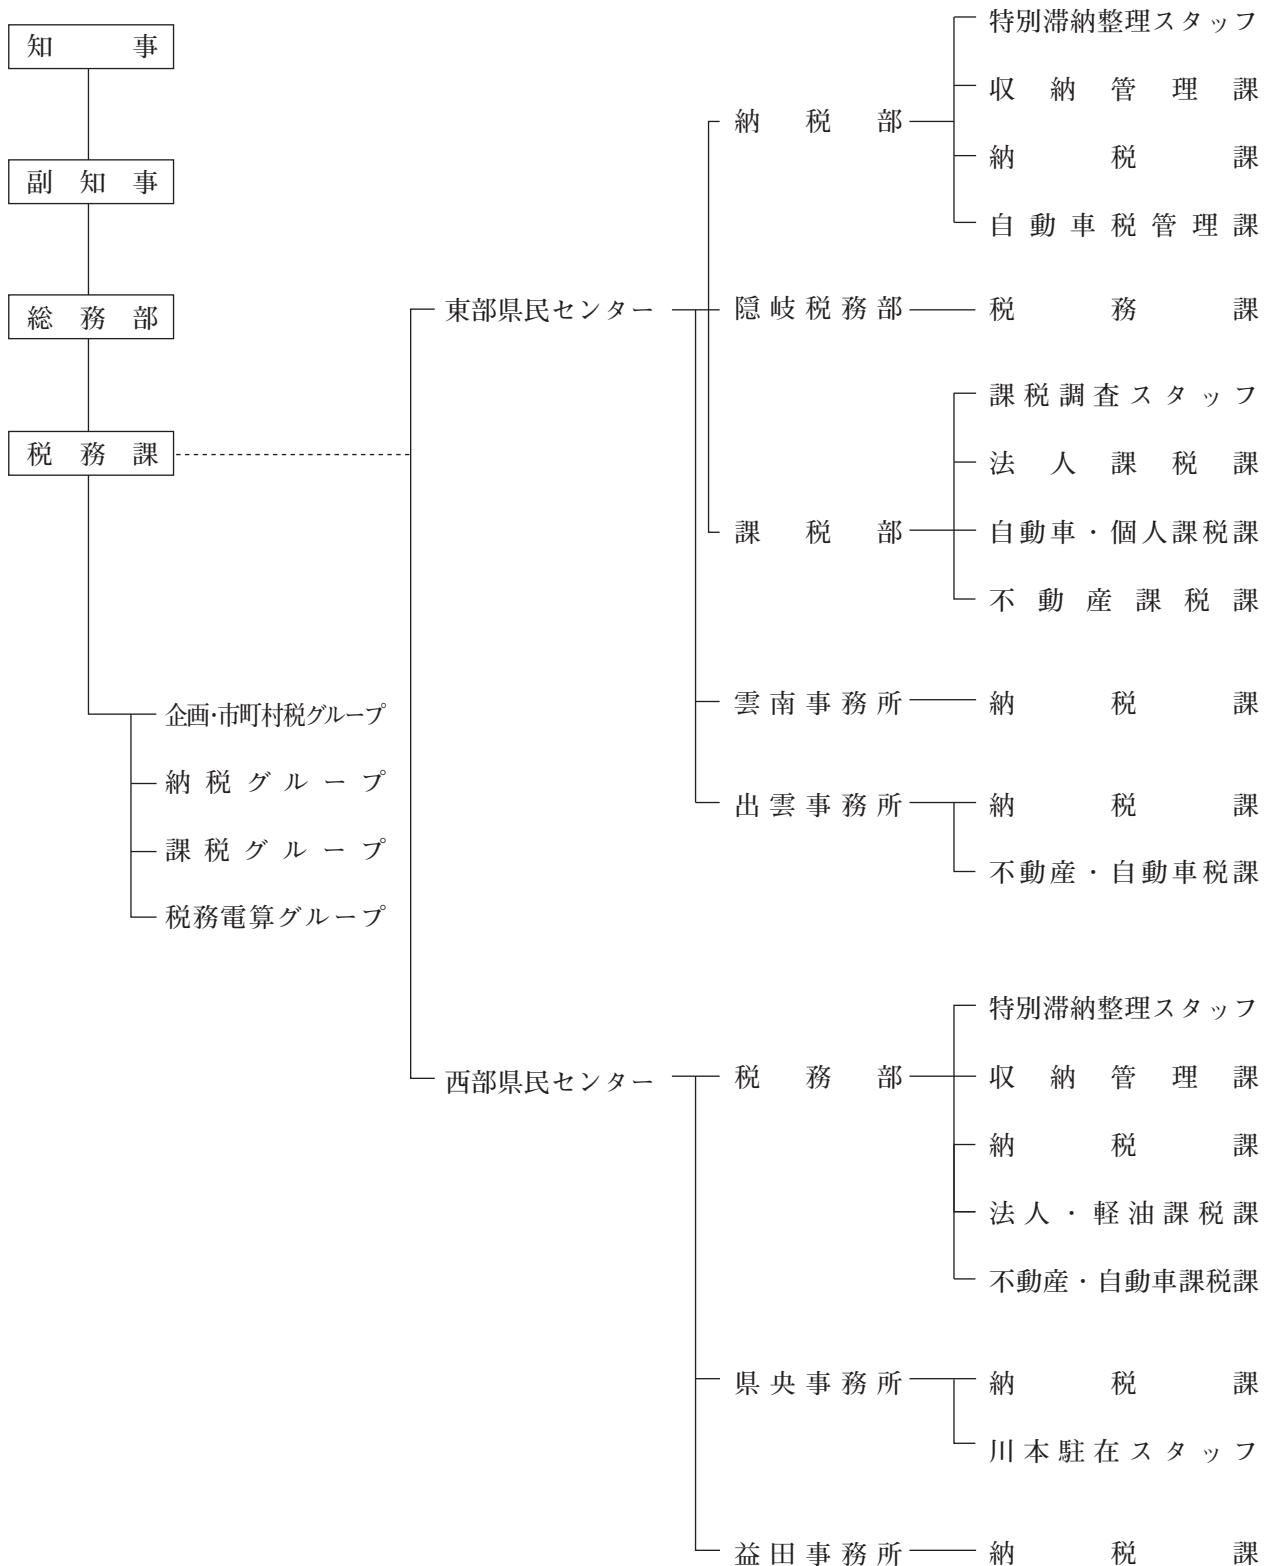 知事
副知事
総務部
税務課
企画・市町村税グループ
納税グループ
課税グループ
税務電算グループ
東部県民センター
納税部
特別滞納整理スタッフ
収納管理課
納税課
自動車税管理課
隠岐税務部
税務課
課税部
課税調査スタッフ
法人課税課
自動車・個人課税課
不動産課税課
雲南事務所
納税課
出雲事務所
納税課
不動産・自動車税課
西部県民センター
税務部
特別滞納整理スタッフ
収納管理課
納税課
法人・軽油課税課
不動産・自動車課税課
県央事務所
納税課
川本駐在スタッフ
益田事務所
納税課